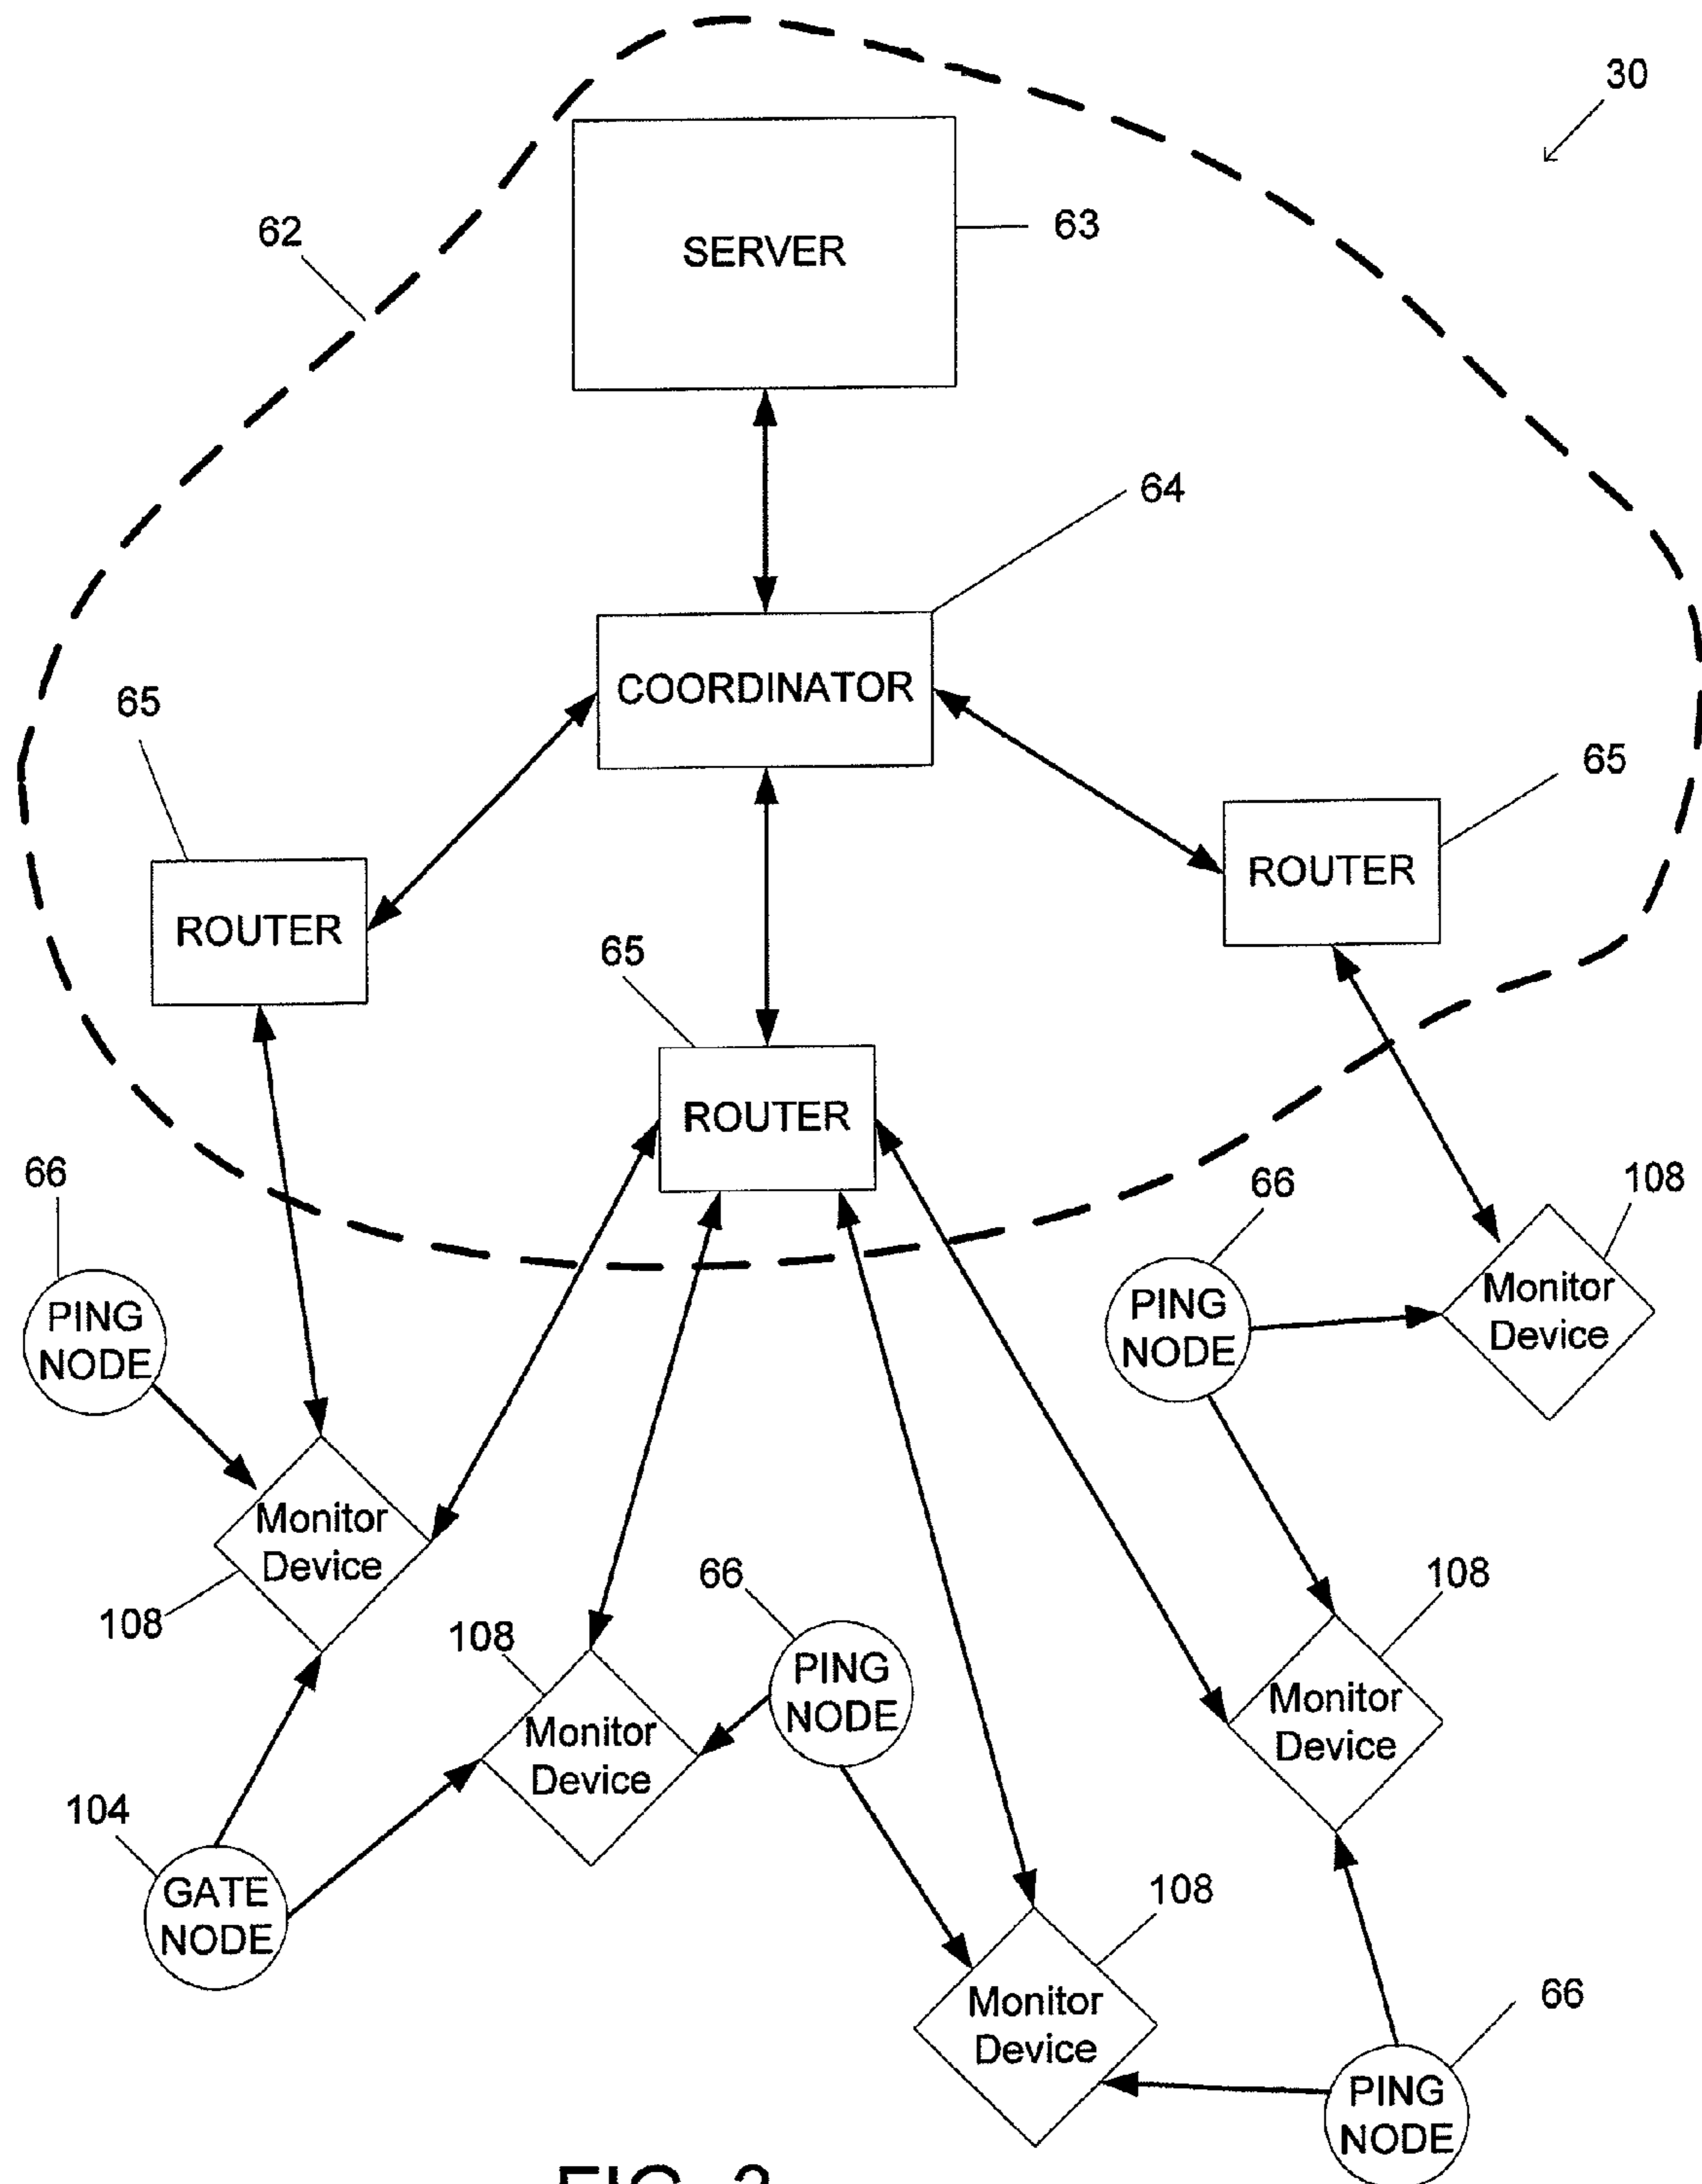 30
62
SERVER
63
64
COORDINATOR
65
65
ROUTER
ROUTER
65
ROUTER
66
66
108
PING
NODE
PING
NODE
Monitor
Device
Monitor
Device
108
108
66
108
PING
NODE
Monitor
Device
Monitor
Device
104
GATE
NODE
108
Monitor
Device
66
PING
NODE